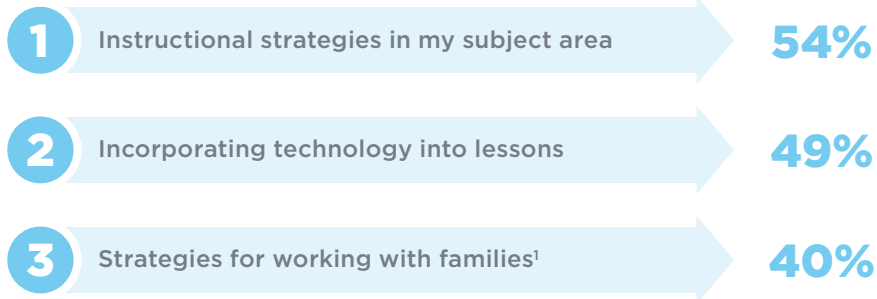 1 Instructional strategies in my subject area 54%
2 Incorporating technology into lessons 49%
3 Strategies for working with families¹ 40%